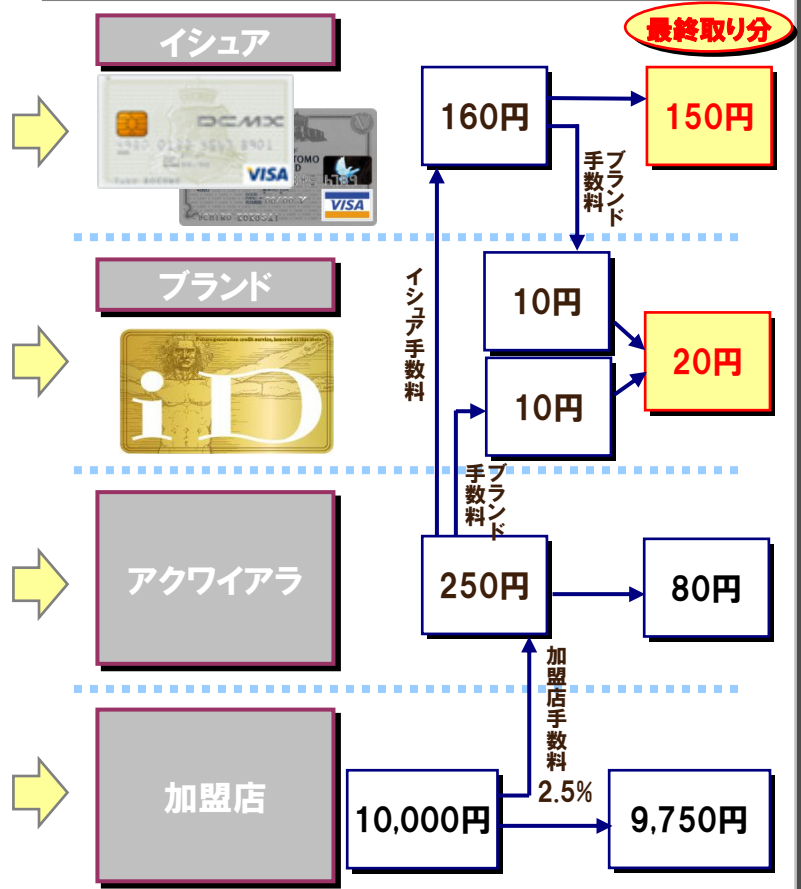 最終取り分
イシュア
DCMX
VISA
VISA
160円
150円
ブランド
手数料
イシュア手数料
ブランド
iD
10円
10円
20円
ブランド
手数料
アクワイアラ
250円
80円
加盟店手数料
2.5%
加盟店
10,000円
9,750円